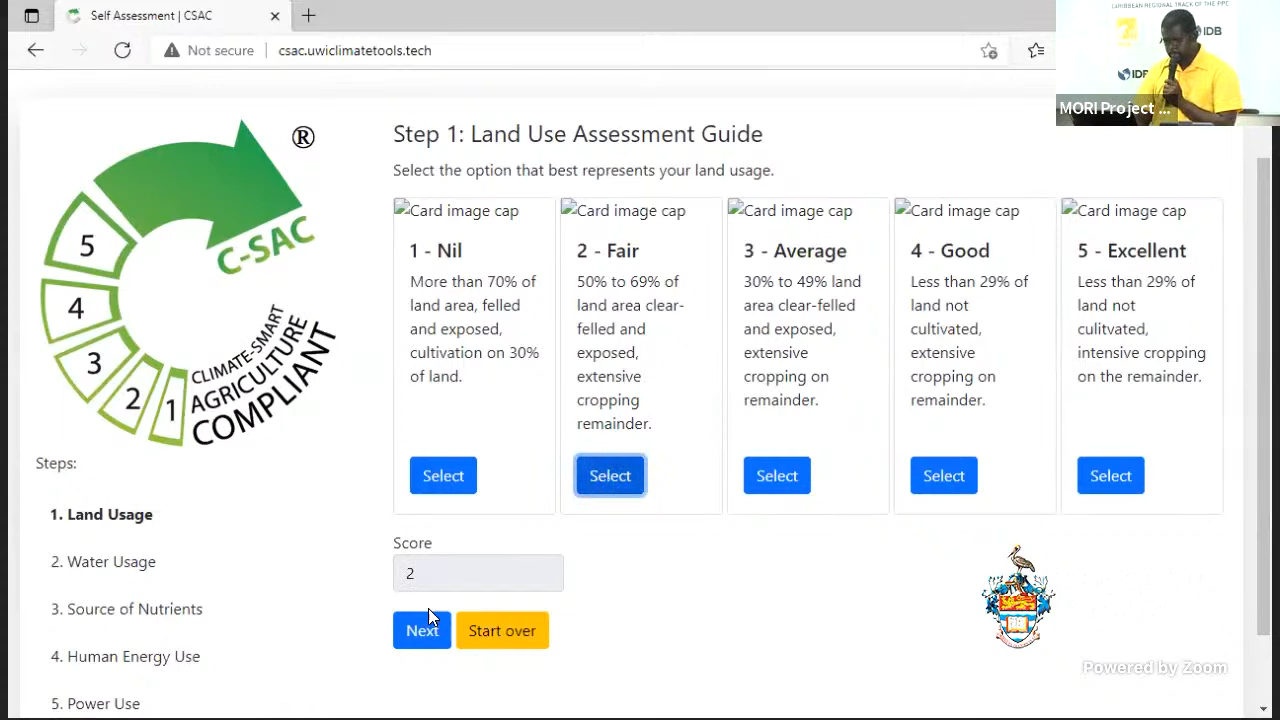 Self Assessment | CSAC
Not secure
csac.uwiclimatetools.tech
CARIBBEAN REGIONAL TRACK OF THE PPC
IDB
IDB
MORI Project ...
®
5
4
3
2
1
C-SAC
CLIMATE-SMART
AGRICULTURE
COMPLIANT
Steps:
1. Land Usage
2. Water Usage
3. Source of Nutrients
4. Human Energy Use
5. Power Use
Step 1: Land Use Assessment Guide
Select the option that best represents your land usage.
Card image cap
1 - Nil
More than 70% of
land area, felled
and exposed,
cultivation on 30%
of land.
Select
Card image cap
2 - Fair
50% to 69% of
land area clear-
felled and
exposed,
extensive
cropping
remainder.
Select
Card image cap
3 - Average
30% to 49% land
area clear-felled
and exposed,
extensive
cropping on
remainder.
Select
Card image cap
4 - Good
Less than 29% of
land not
cultivated,
extensive
cropping on
remainder.
Select
Card image cap
5 - Excellent
Less than 29% of
land not
culitvated,
intensive cropping
on the remainder.
Select
Score
2
Next
Start over
Powered by Zoom